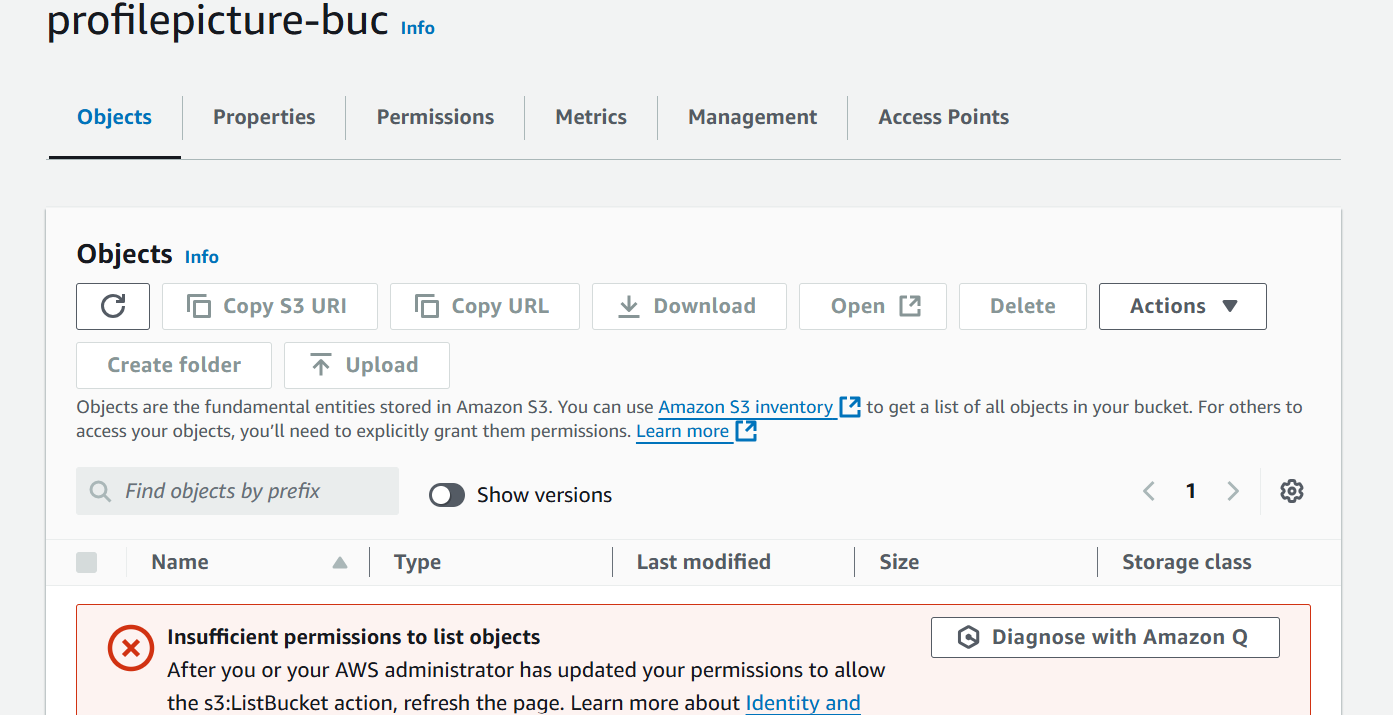 profilepicture-buc Info
Objects Properties Permissions Metrics Management Access Points
Objects Info
Copy S3 URI Copy URL Download Open Delete Actions
Create folder Upload
Objects are the fundamental entities stored in Amazon S3. You can use Amazon S3 inventory to get a list of all objects in your bucket. For others to
access your objects, you’ll need to explicitly grant them permissions. Learn more
Find objects by prefix Show versions 1
Name Type Last modified Size Storage class
Insufficient permissions to list objects Diagnose with Amazon Q
After you or your AWS administrator has updated your permissions to allow
the s3:ListBucket action, refresh the page. Learn more about Identity and